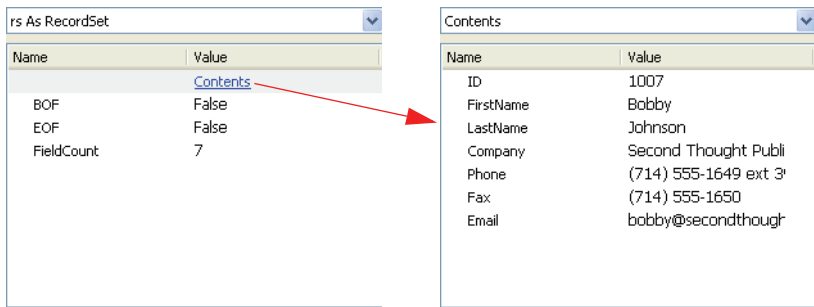 rs As RecordSet
Name Value
Contents
BOF False
EOF False
FieldCount 7
Contents
Name Value
ID 1007
FirstName Bobby
LastName Johnson
Company Second Thought Publi
Phone (714) 555-1649 ext 3
Fax (714) 555-1650
Email bobby@secondthough